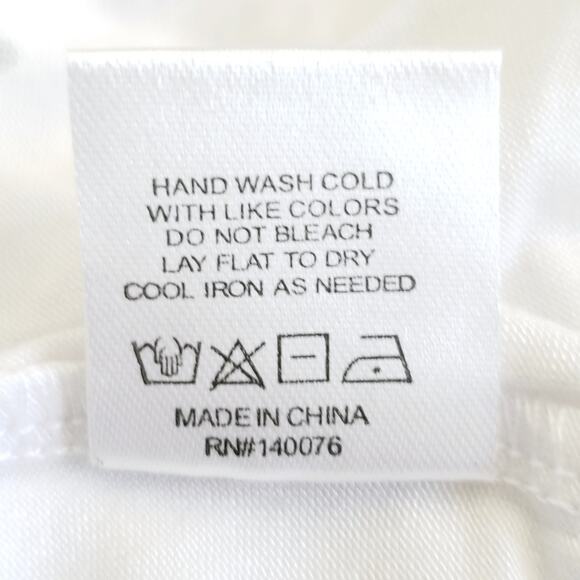 HAND WASH COLD
WITH LIKE COLORS
DO NOT BLEACH
LAY FLAT TO DRY
COOL IRON AS NEEDED
MADE IN CHINA
RN#140076